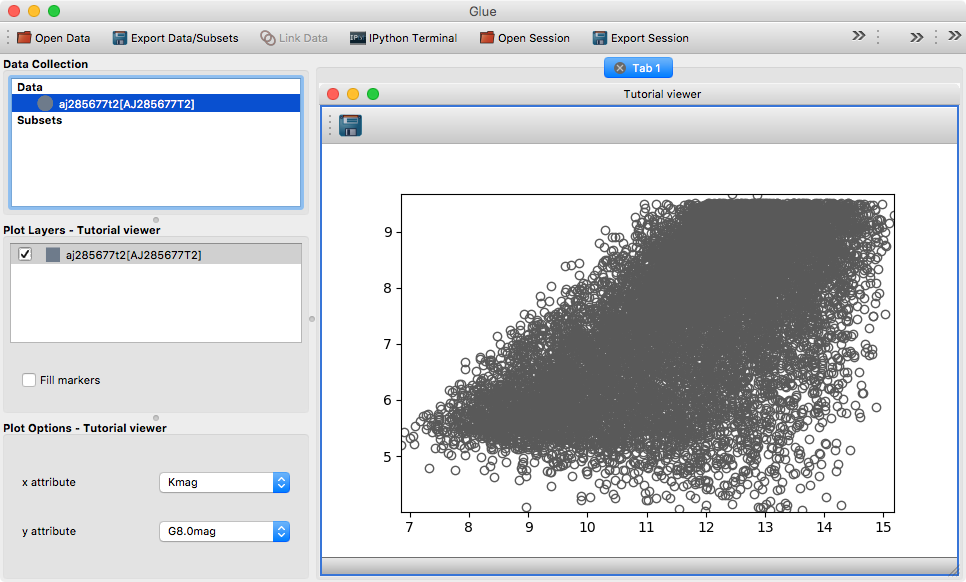 Glue
Open Data Export Data/Subsets Link Data IPython Terminal Open Session Export Session
Data Collection
Data
aj285677t2[AJ285677T2]
Subsets
Plot Layers - Tutorial viewer
aj285677t2[AJ285677T2]
Fill markers
Plot Options - Tutorial viewer
x attribute Kmag
y attribute G8.0mag
Tab 1
Tutorial viewer
9
8
7
6
5
7 8 9 10 11 12 13 14 15